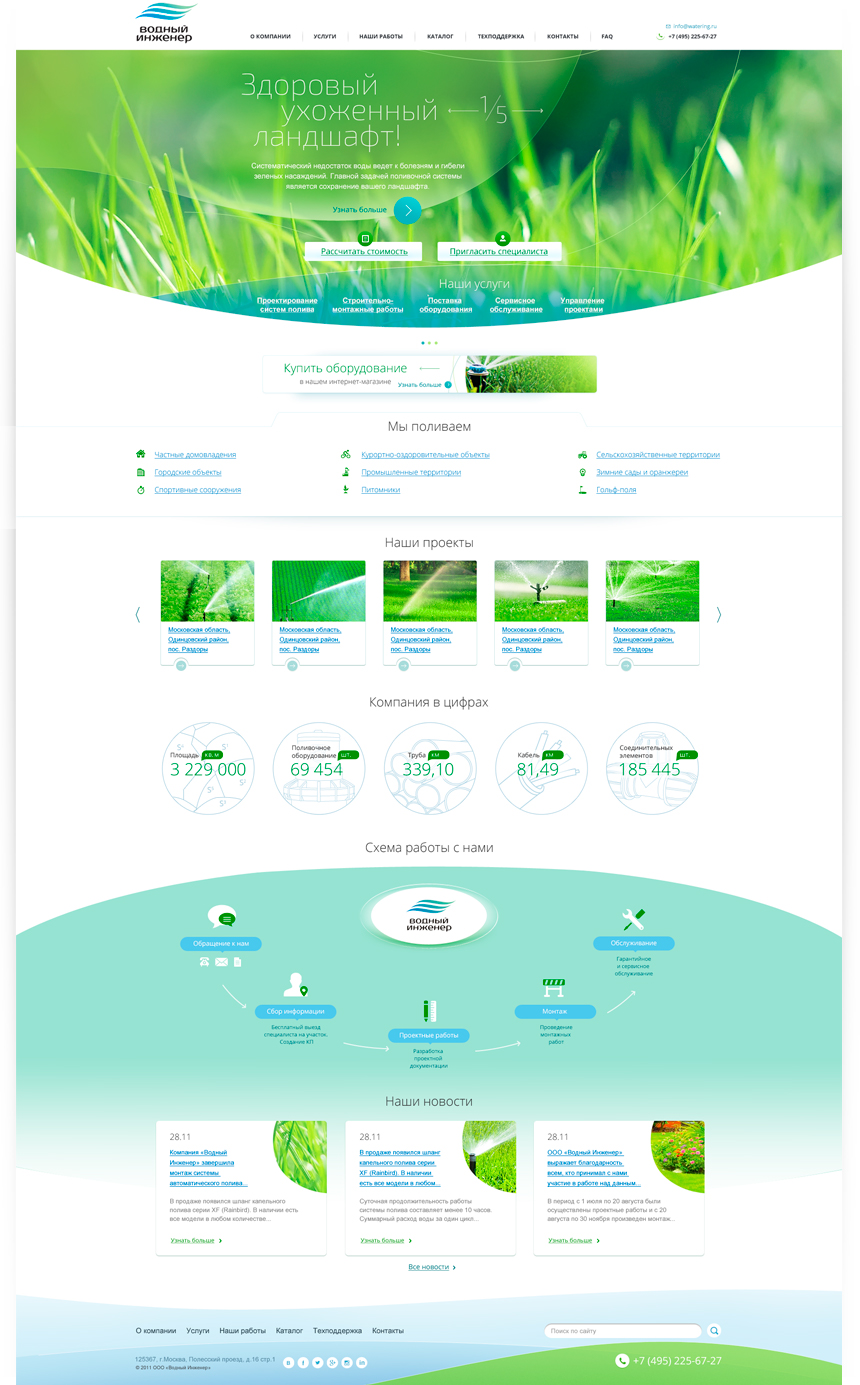 ВОДНЫЙ
ИНЖЕНЕР
О КОМПАНИИ
УСЛУГИ
НАШИ РАБОТЫ
КАТАЛОГ
ТЕХПОДДЕРЖКА
КОНТАКТЫ
FAQ
info@watering.ru
+7 (495) 225-67-27
Здоровый
ухоженный
ландшафт!
1/5
Систематический недостаток воды ведет к болезням и гибели
зеленых насаждений. Главной задачей поливочной системы
является сохранение вашего ландшафта.
Узнать больше
Рассчитать стоимость
Пригласить специалиста
Наши услуги
Проектирование
систем полива
Строительно-
монтажные работы
Поставка
оборудования
Сервисное
обслуживание
Управление
проектами
Купить оборудование
в нашем интернет-магазине
Узнать больше
Мы поливаем
Частные домовладения
Курортно-оздоровительные объекты
Сельскохозяйственные территории
Городские объекты
Промышленные территории
Зимние сады и оранжереи
Спортивные сооружения
Питомники
Гольф-поля
Наши проекты
Московская область,
Одинцовский район,
пос. Раздоры
Московская область,
Одинцовский район,
пос. Раздоры
Московская область,
Одинцовский район,
пос. Раздоры
Московская область,
Одинцовский район,
пос. Раздоры
Московская область,
Одинцовский район,
пос. Раздоры
Компания в цифрах
Площадь КВ.М
3 229 000
Поливочное
оборудование ШТ.
69 454
Труба КМ
339,10
Кабель КМ
81,49
Соединительных
элементов ШТ.
185 445
Схема работы с нами
ВОДНЫЙ
ИНЖЕНЕР
Обращение к нам
Сбор информации
Бесплатный выезд
специалиста на участок.
Создание КП
Проектные работы
Разработка
проектной
документации
Монтаж
Проведение
монтажных
работ
Обслуживание
Гарантийное
и сервисное
обслуживание
Наши новости
28.11
Компания «Водный
Инженер» завершила
монтаж системы
автоматического полива...
В продаже появился шланг капельного
полива серии XF (Rainbird). В наличии есть
все модели в любом количестве...
Узнать больше
28.11
В продаже появился шланг
капельного полива серии
XF (Rainbird). В наличии
есть все модели в любом...
Суточная продолжительность работы
системы полива составляет менее 10 часов.
Суммарный расход воды за один цикл...
Узнать больше
28.11
ООО «Водный Инженер»
выражает благодарность
всем, кто принимал с нами
участие в работе над данным...
В период с 1 июля по 20 августа были
осуществлены проектные работы и с 20
августа по 30 ноября произведен монтаж...
Узнать больше
Все новости
О компании
Услуги
Наши работы
Каталог
Техподдержка
Контакты
Поиск по сайту
125367, г.Москва, Полесский проезд, д 16 стр.1
© 2011 ООО «Водный Инженер»
+7 (495) 225-67-27